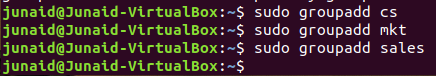 junaid@Junaid-VirtualBox:~$ sudo groupadd cs
junaid@Junaid-VirtualBox:~$ sudo groupadd mkt
junaid@Junaid-VirtualBox:~$ sudo groupadd sales
junaid@Junaid-VirtualBox:~$